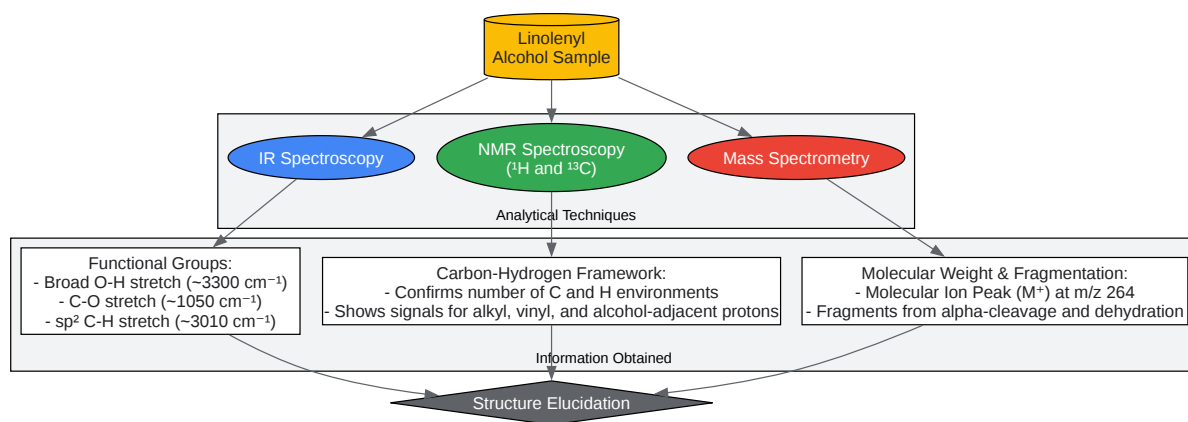 Linolenyl
Alcohol Sample
IR Spectroscopy
NMR Spectroscopy
(¹H and ¹³C)
Mass Spectrometry
Analytical Techniques
Functional Groups:
- Broad O-H stretch (~3300 cm⁻¹)
- C-O stretch (~1050 cm⁻¹)
- sp² C-H stretch (~3010 cm⁻¹)
Carbon-Hydrogen Framework:
- Confirms number of C and H environments
- Shows signals for alkyl, vinyl, and alcohol-adjacent protons
Molecular Weight & Fragmentation:
- Molecular Ion Peak (M⁺) at m/z 264
- Fragments from alpha-cleavage and dehydration
Information Obtained
Structure Elucidation